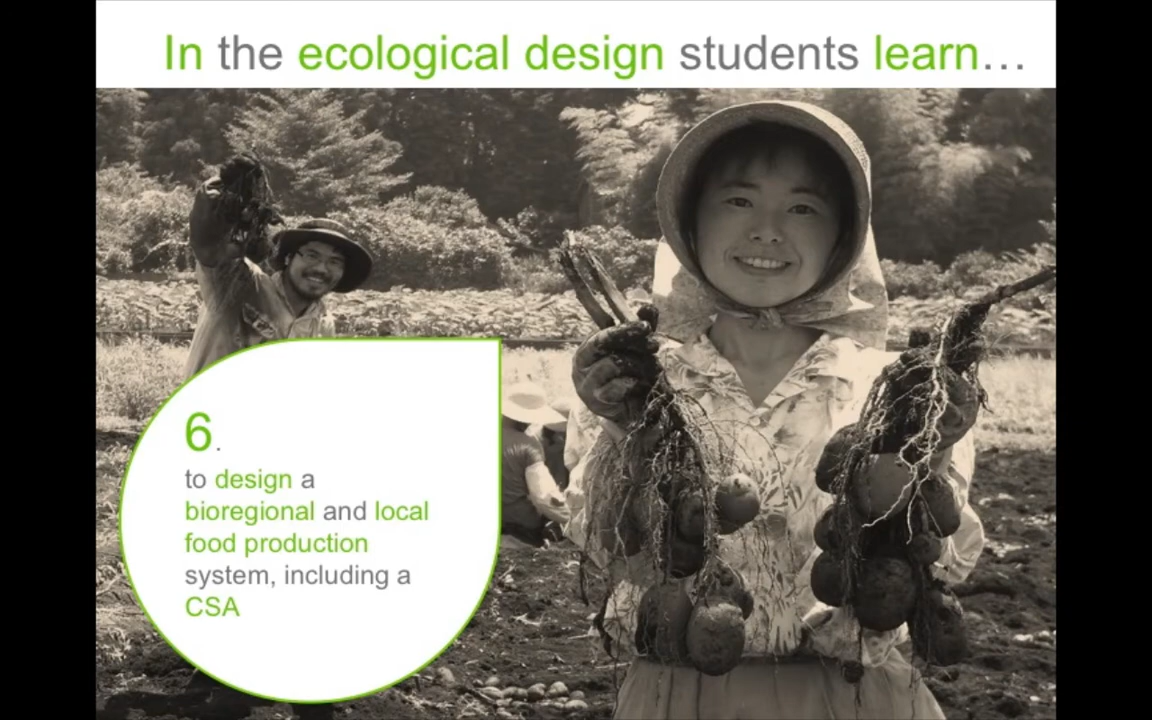 In the ecological design students learn…
6.
to design a
bioregional and local
food production
system, including a
CSA